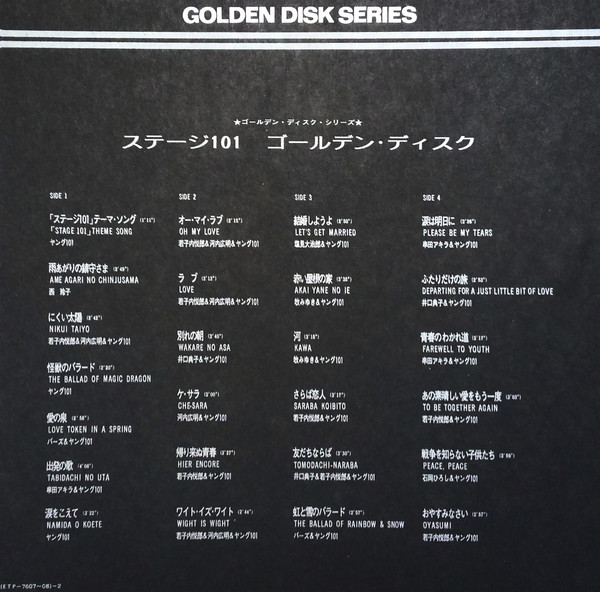 GOLDEN DISK SERIES
★ゴールデン・ディスク・シリーズ★
ステージ101 ゴールデン・ディスク
SIDE 1
「ステージ101」テーマ・ソング
「STAGE 101」THEME SONG
ヤング101
雨あがりの鎮守さま
AME AGARI NO CHINJUSAMA
西 玲子
にくい太陽
NIKUI TAIYO
若子内悦郎&ヤング101
怪獣のバラード
THE BALLAD OF MAGIC DRAGON
ヤング101
愛の泉
LOVE TOKEN IN A SPRING
バーズ&ヤング101
出発の歌
TABIDACHI NO UTA
串田アキラ&ヤング101
涙をこえて
NAMIDA O KOETE
ヤング101
SIDE 2
オー・マイ・ラブ
OH MY LOVE
若子内悦郎&河内広明&ヤング101
ラブ
LOVE
若子内悦郎&河内広明&ヤング101
別れの朝
WAKARE NO ASA
井口典子&ヤング101
ケ・サラ
CHE-SARA
河内広明&ヤング101
帰り来ぬ青春
HIER ENCORE
若子内悦郎&ヤング101
ワイト・イズ・ワイト
WIGHT IS WIGHT
若子内悦郎&河内広明&ヤング101
SIDE 3
結婚しようよ
LET'S GET MARRIED
塩見大治郎&ヤング101
赤い屋根の家
AKAI YANE NO IE
牧みゆき&ヤング101
河
KAWA
牧みゆき&ヤング101
さらば恋人
SARABA KOIBITO
若子内悦郎&ヤング101
友だちならば
TOMODACHI-NARABA
井口典子&若子内悦郎&ヤング101
虹と雪のバラード
THE BALLAD OF RAINBOW & SNOW
バーズ&ヤング101
SIDE 4
涙は明日に
PLEASE BE MY TEARS
串田アキラ&ヤング101
ふたりだけの旅
DEPARTING FOR A JUST LITTLE BIT OF LOVE
井口典子&ヤング101
青春のわかれ道
FAREWELL TO YOUTH
串田アキラ&ヤング101
あの素晴しい愛をもう一度
TO BE TOGETHER AGAIN
若子内悦郎&ヤング101
戦争を知らない子供たち
PEACE, PEACE
石岡ひろし&ヤング101
おやすみなさい
OYASUMI
若子内悦郎&ヤング101
(ETP-7607~08)-2